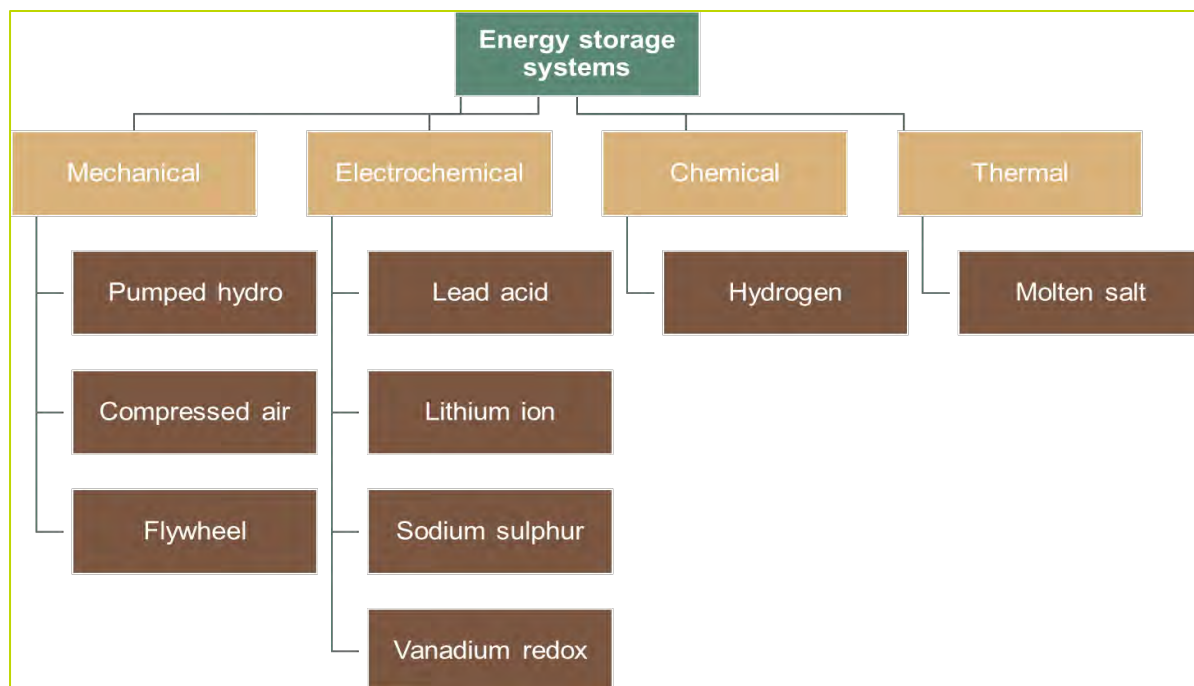 Energy storage
systems
Mechanical
Electrochemical
Chemical
Thermal
Pumped hydro
Lead acid
Hydrogen
Molten salt
Compressed air
Lithium ion
Flywheel
Sodium sulphur
Vanadium redox